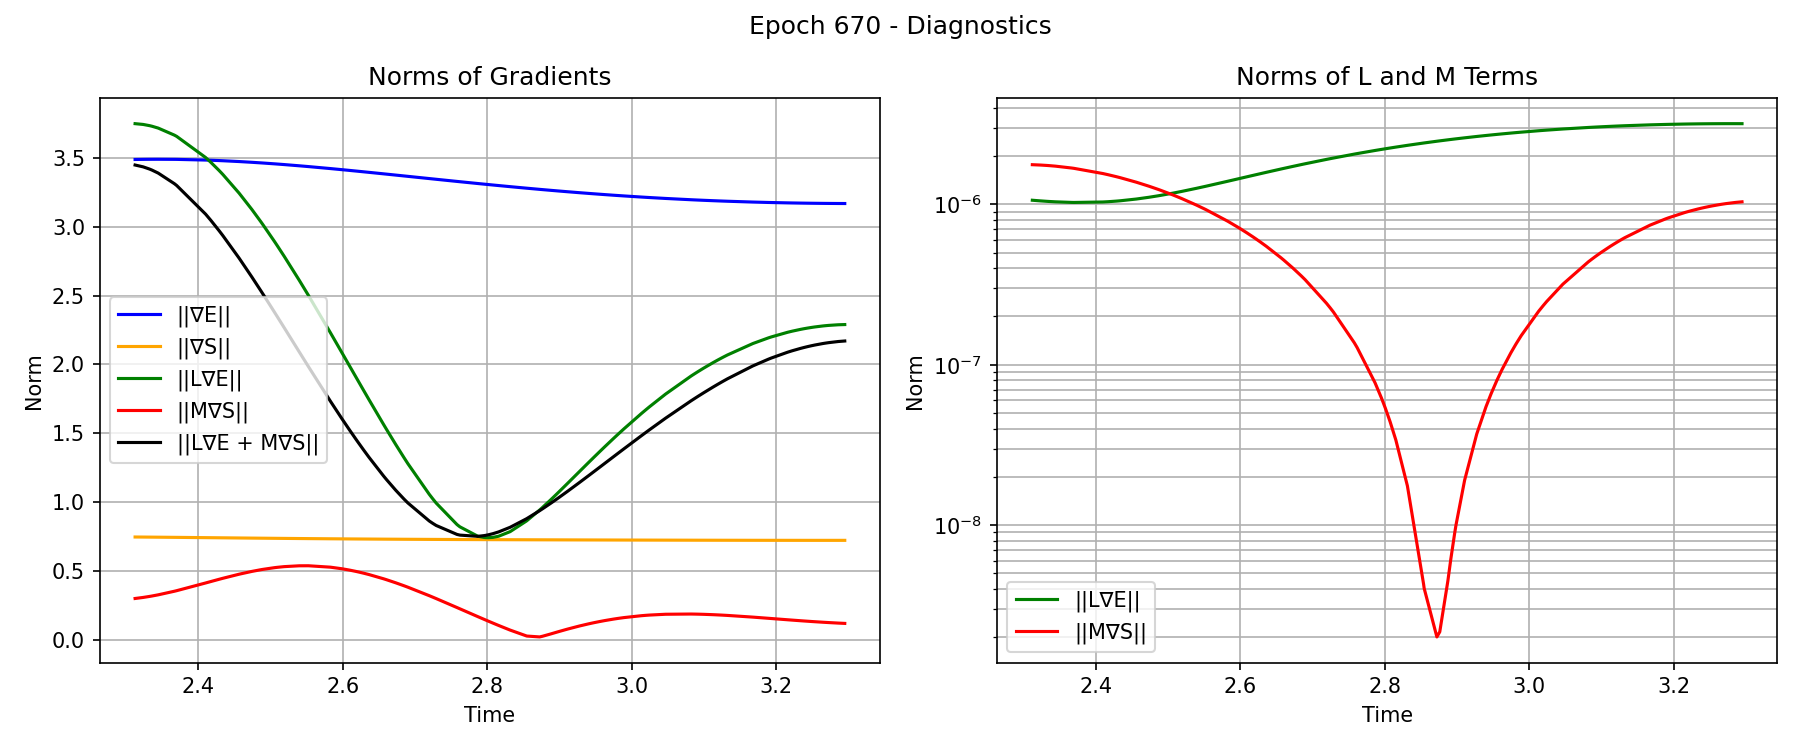 Epoch 670 - Diagnostics
Norms of Gradients
Norm
3.5
3.0
2.5
2.0
1.5
1.0
0.5
0.0
||∇E||
||∇S||
||L∇E||
||M∇S||
||L∇E + M∇S||
2.4 2.6 2.8 3.0 3.2
Time
Norms of L and M Terms
Norm
10⁻⁶
10⁻⁷
10⁻⁸
||L∇E||
||M∇S||
2.4 2.6 2.8 3.0 3.2
Time